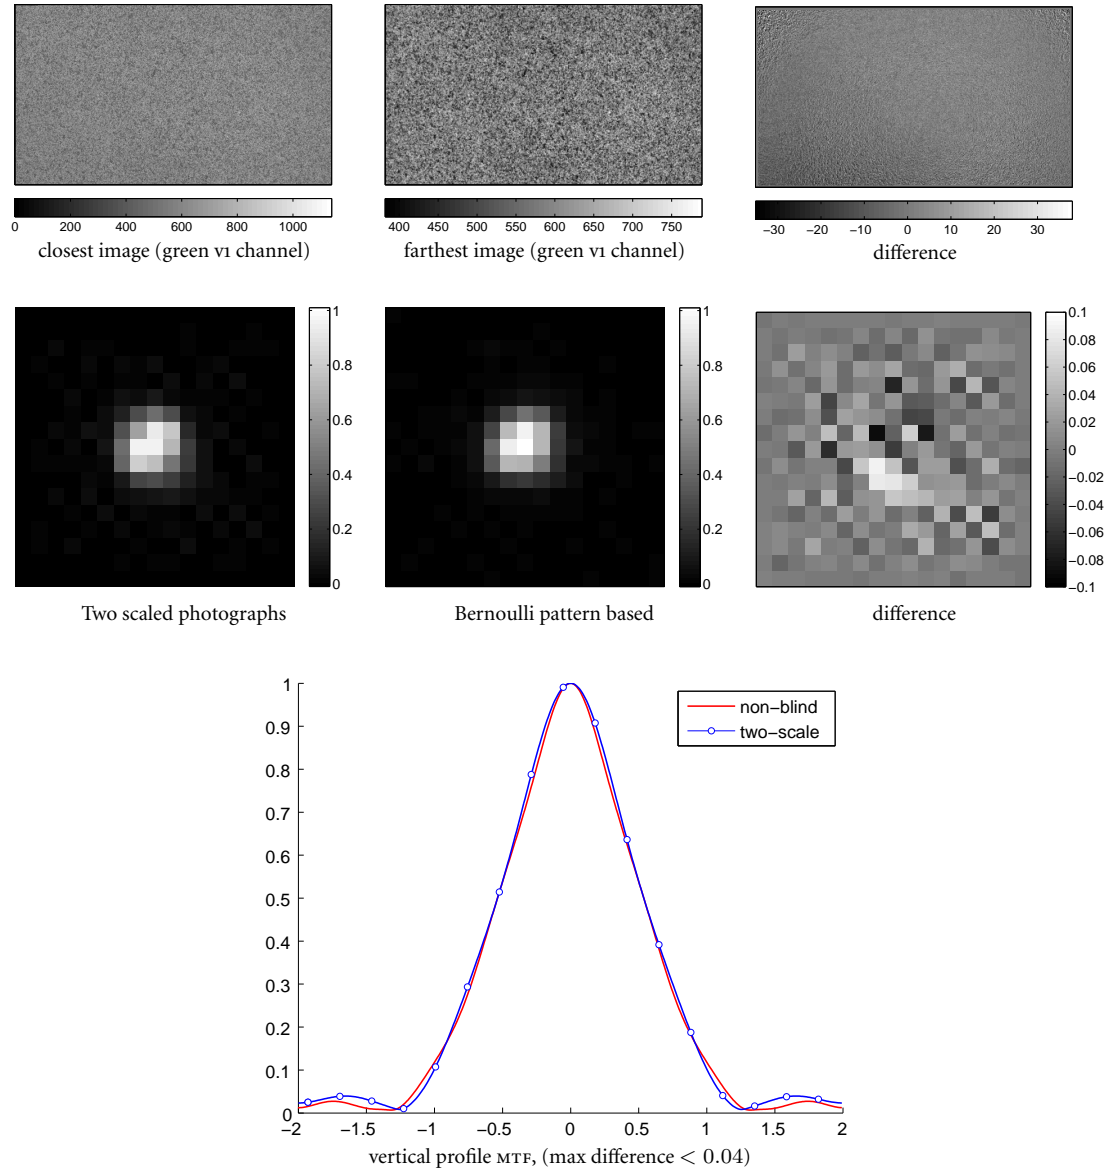 0 200 400 600 800 1000
400 450 500 550 600 650 700 750
−30 −20 −10 0 10 20 30
closest image (green v1 channel)
farthest image (green v1 channel)
difference
1
0.8
0.6
0.4
0.2
0
1
0.8
0.6
0.4
0.2
0
0.1
0.08
0.06
0.04
0.02
0
−0.02
−0.04
−0.06
−0.08
−0.1
Two scaled photographs
Bernoulli pattern based
difference
1
0.9
0.8
0.7
0.6
0.5
0.4
0.3
0.2
0.1
0
non−blind
two−scale
−2 −1.5 −1 −0.5 0 0.5 1 1.5 2
vertical profile MTF, (max difference < 0.04)